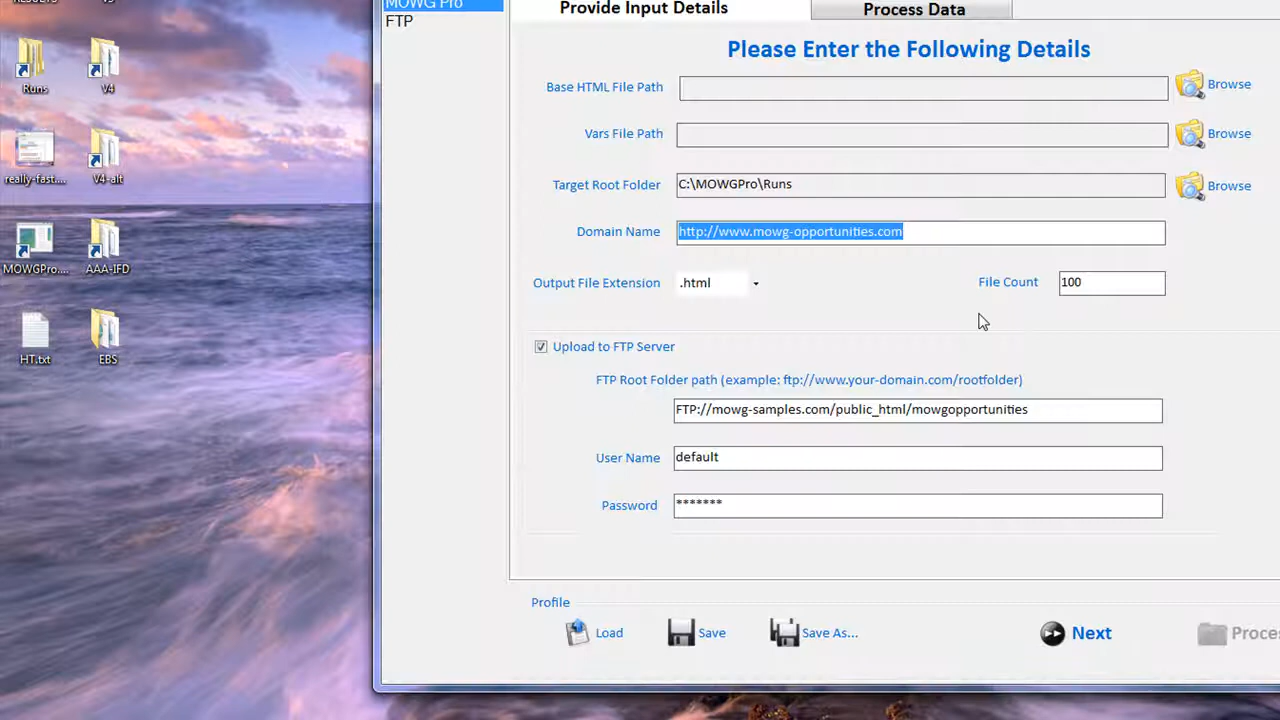 MOWG Pro
FTP
Provide Input Details
Process Data
Please Enter the Following Details
Base HTML File Path
Browse
Vars File Path
Browse
Target Root Folder
C:\MOWGPro\Runs
Browse
Domain Name
http://www.mowg-opportunities.com
Output File Extension
.html
File Count
100
Upload to FTP Server
FTP Root Folder path (example: ftp://www.your-domain.com/rootfolder)
FTP://mowg-samples.com/public_html/mowgopportunities
User Name
default
Password
*******
Profile
Load
Save
Save As...
Next
Proce
Runs
V4
really-fast....
V4-alt
MOWGPro....
AAA-IFD
HT.txt
EBS